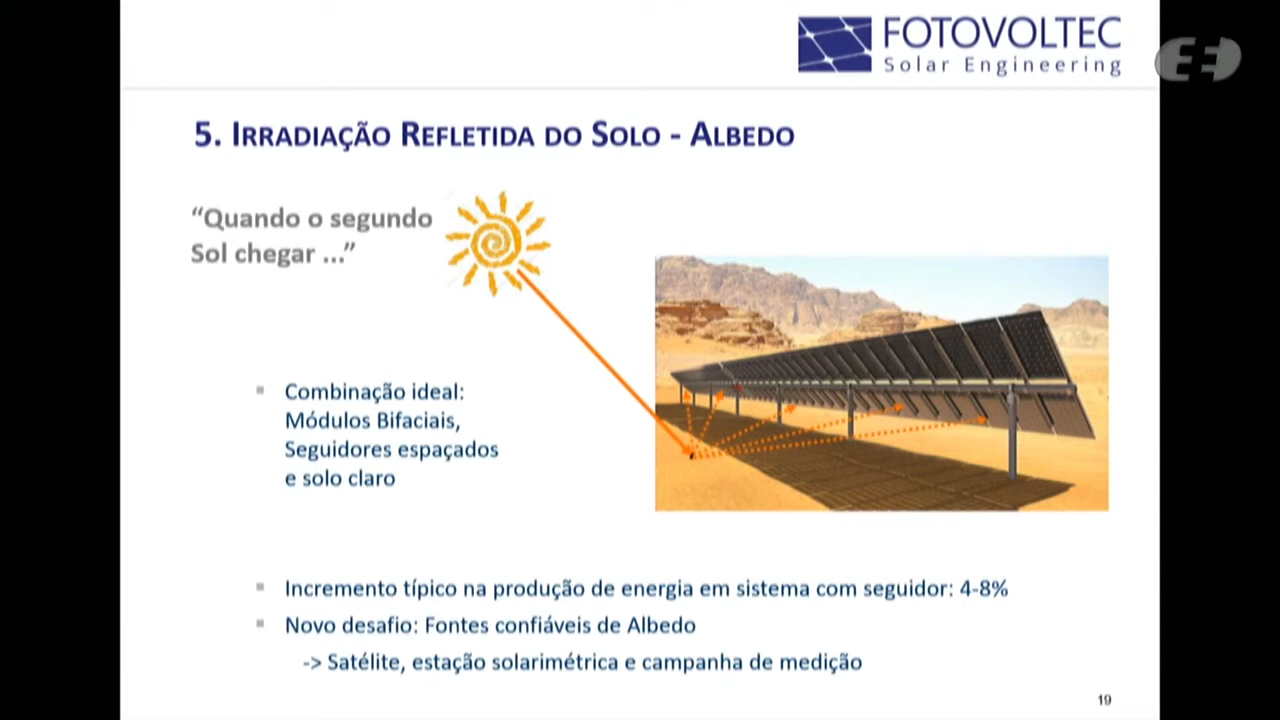 FOTOVOLTEC
Solar Engineering
5. IRRADIAÇÃO REFLETIDA DO SOLO - ALBEDO
“Quando o segundo
Sol chegar ...”
Combinação ideal:
Módulos Bifaciais,
Seguidores espaçados
e solo claro
Incremento típico na produção de energia em sistema com seguidor: 4-8%
Novo desafio: Fontes confiáveis de Albedo
-> Satélite, estação solarimétrica e campanha de medição
19